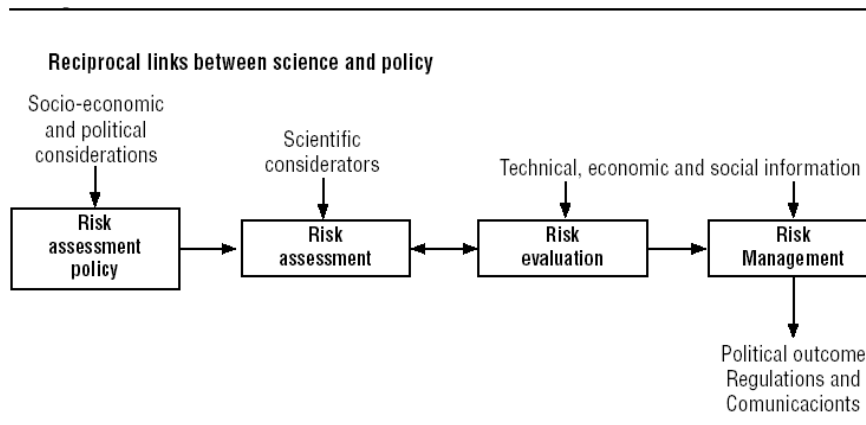 Reciprocal links between science and policy
Socio-economic
and political
considerations
Scientific
considerators
Technical, economic and social information
Risk
assessment
policy
Risk
assessment
Risk
evaluation
Risk
Management
Political outcome
Regulations and
Comunicacionts